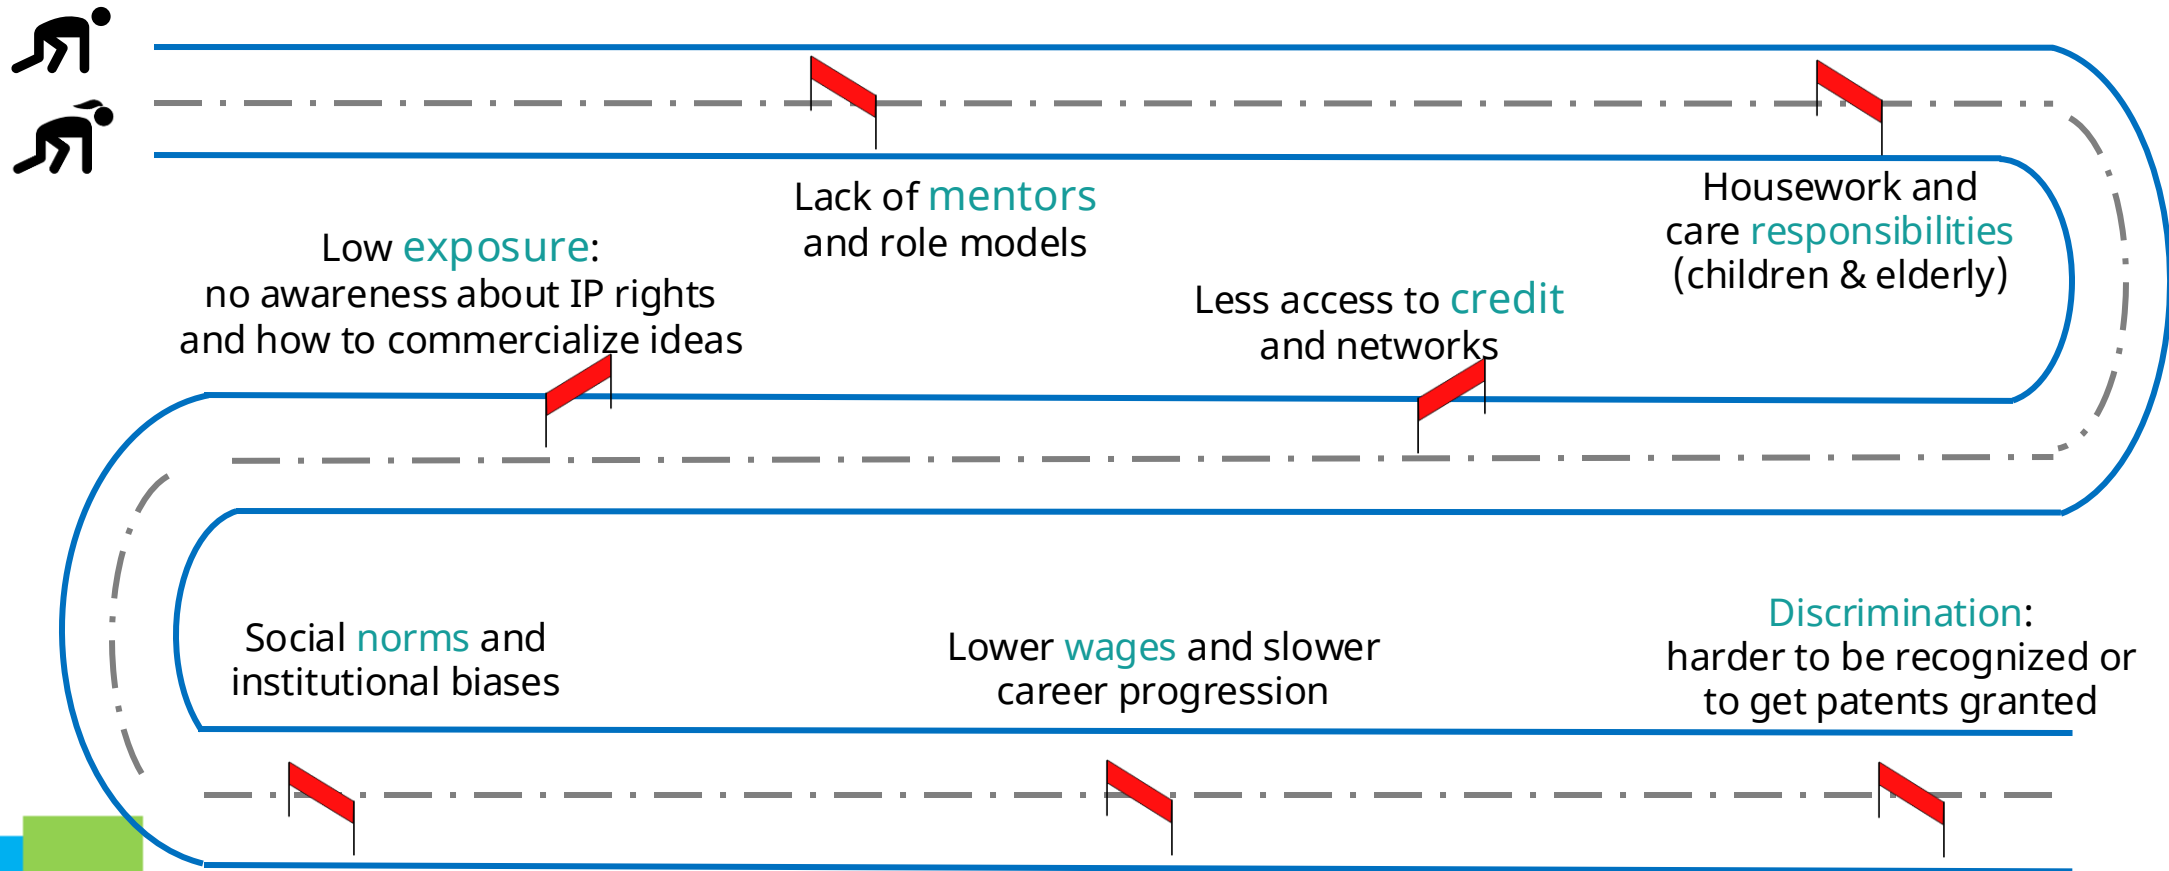 Lack of mentors
and role models
Housework and
care responsibilities
(children & elderly)
Low exposure:
no awareness about IP rights
and how to commercialize ideas
Less access to credit
and networks
Social norms and
institutional biases
Lower wages and slower
career progression
Discrimination:
harder to be recognized or
to get patents granted